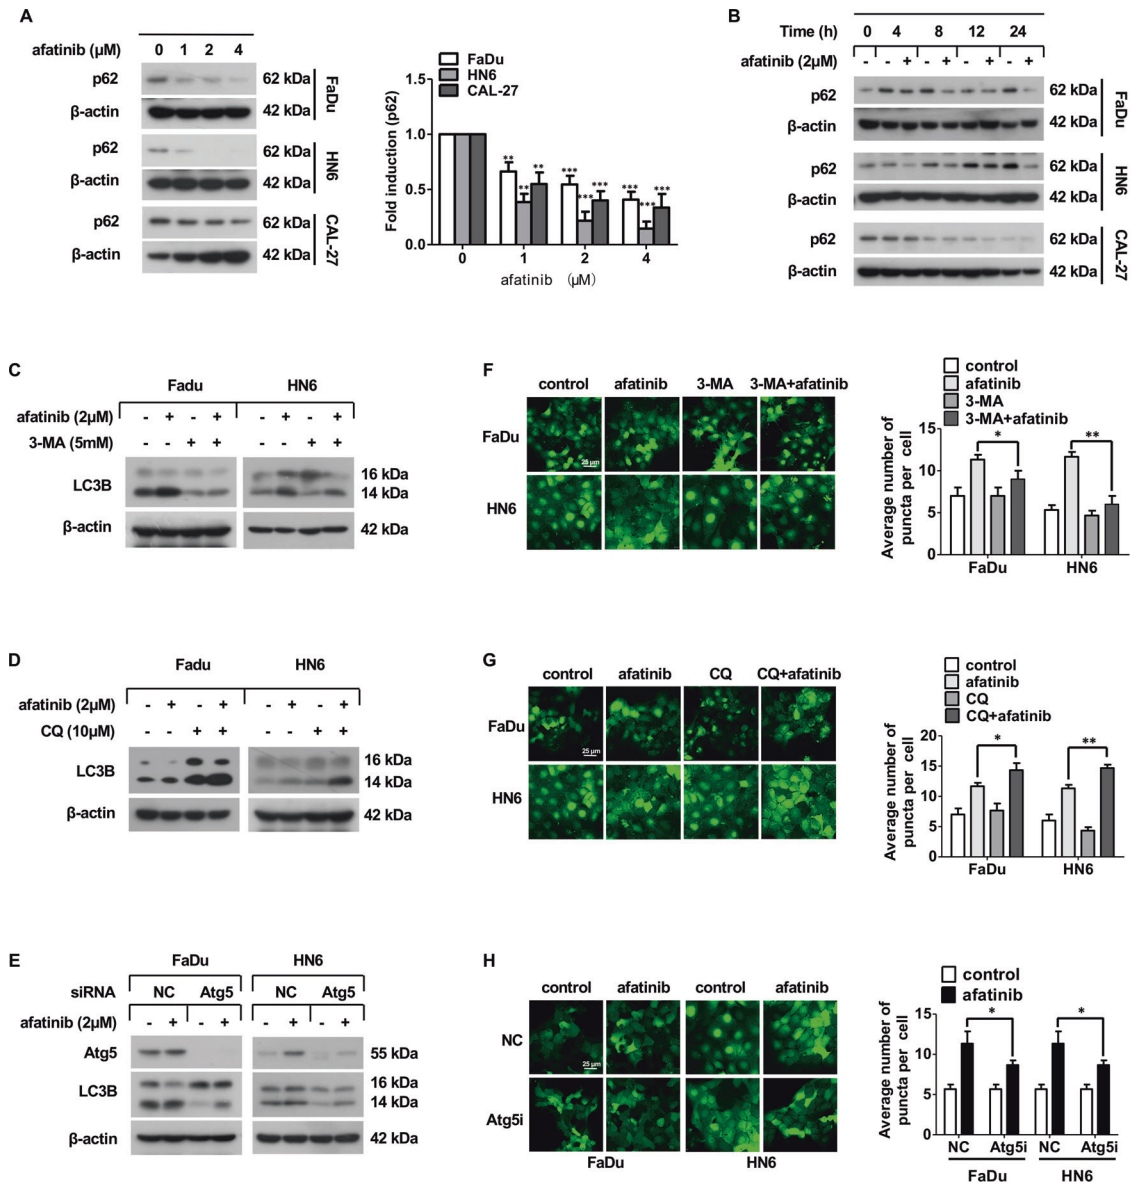 A
afatinib (μM)
0 1 2 4
p62 62 kDa
β-actin 42 kDa
FaDu
p62 62 kDa
β-actin 42 kDa
HN6
p62 62 kDa
β-actin 42 kDa
CAL-27
FaDu
HN6
CAL-27
Fold induction (p62)
1.5
1.0
0.5
0.0
** ** **
*** *** ***
*** *** ***
0 1 2 4
afatinib (μM)
B
Time (h) 0 4 8 12 24
afatinib (2μM) - - + - + - + - +
p62 62 kDa
β-actin 42 kDa
FaDu
p62 62 kDa
β-actin 42 kDa
HN6
p62 62 kDa
β-actin 42 kDa
CAL-27
C
Fadu HN6
afatinib (2μM) - + - + - + - +
3-MA (5mM) - - + + - - + +
LC3B 16 kDa
14 kDa
β-actin 42 kDa
F
control afatinib 3-MA 3-MA+afatinib
FaDu
25 μm
HN6
control
afatinib
3-MA
3-MA+afatinib
Average number of
puncta per cell
15
10
5
0
* **
FaDu HN6
D
Fadu HN6
afatinib (2μM) - + - + - + - +
CQ (10μM) - - + + - - + +
LC3B 16 kDa
14 kDa
β-actin 42 kDa
G
control afatinib CQ CQ+afatinib
FaDu
25 μm
HN6
control
afatinib
CQ
CQ+afatinib
Average number of
puncta per cell
20
15
10
5
0
* **
FaDu HN6
E
FaDu HN6
siRNA NC Atg5 NC Atg5
afatinib (2μM) - + - + - + - +
Atg5 55 kDa
LC3B 16 kDa
14 kDa
β-actin 42 kDa
H
control afatinib control afatinib
NC
25 μm
Atg5i
FaDu HN6
control
afatinib
Average number of
puncta per cell
15
10
5
0
* *
NC Atg5i NC Atg5i
FaDu HN6